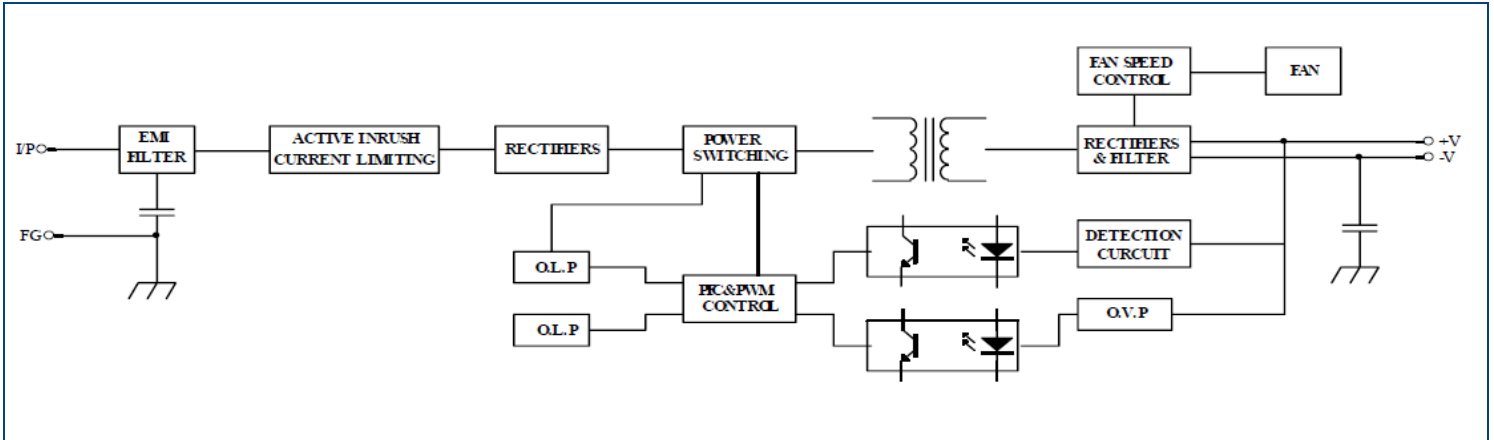 FAN SPEED
CONTROL
FAN
I/P
EMI
FILTER
ACTIVE INRUSH
CURRENT LIMITING
RECTIFIERS
POWER
SWITCHING
RECTIFIERS
& FILTER
+V
-V
FG
O.L.P
DETECTION
CURCUIT
PFC&PWM
CONTROL
O.L.P
O.V.P